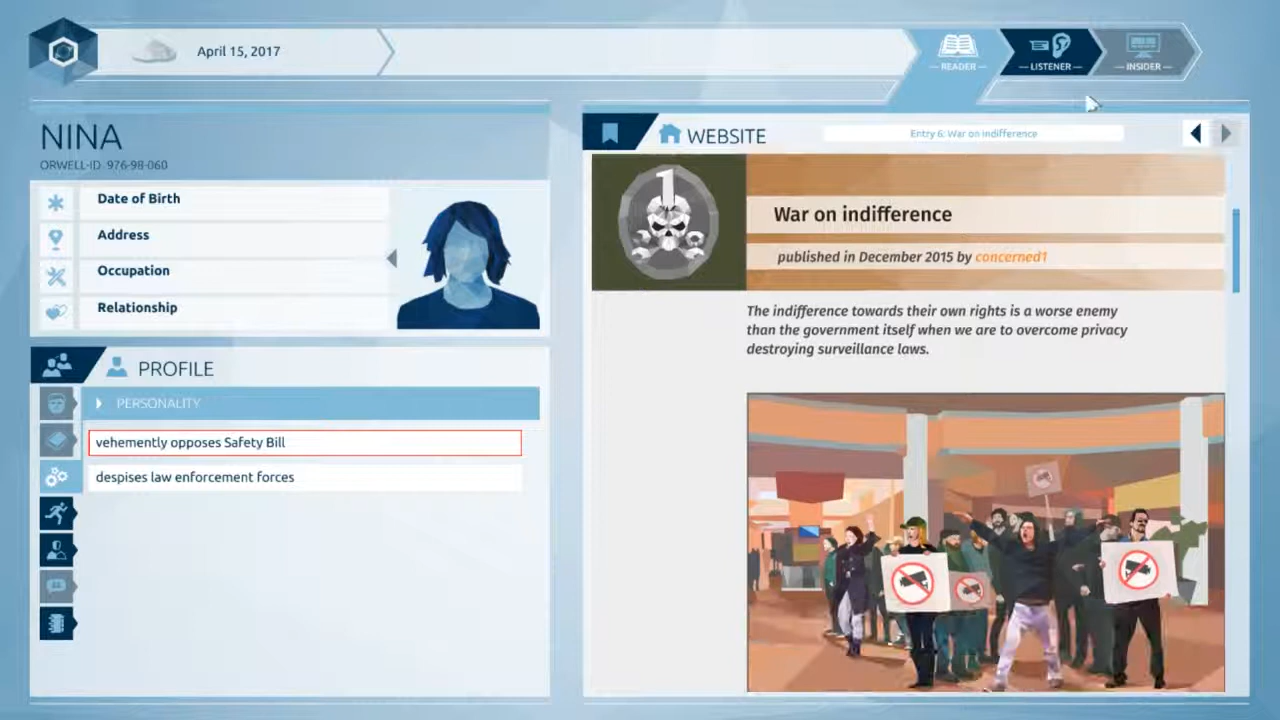 April 15, 2017
READER
LISTENER
INSIDER
NINA
ORWELL-ID 976-98-060
Date of Birth
Address
Occupation
Relationship
PROFILE
PERSONALITY
vehemently opposes Safety Bill
despises law enforcement forces
WEBSITE
Entry 6: War on indifference
1
War on indifference
published in December 2015 by concerned1
The indifference towards their own rights is a worse enemy
than the government itself when we are to overcome privacy
destroying surveillance laws.